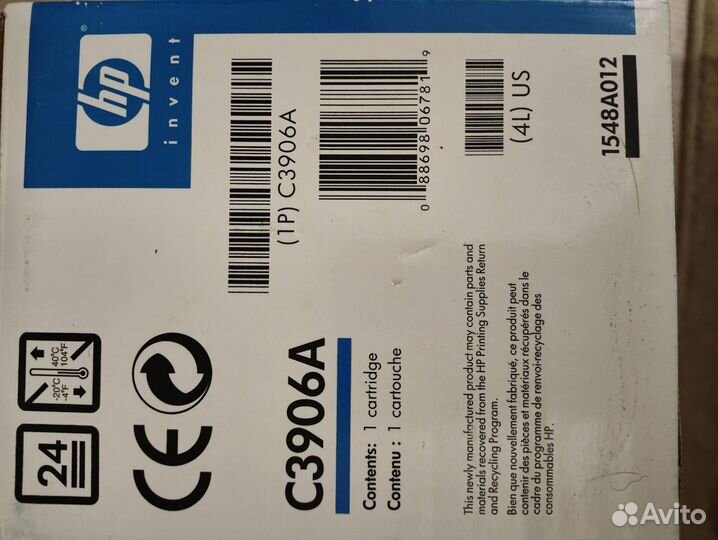 hp
®
invent
(1P) C3906A
0 88698 06781 9
(4L) US
1548A012
40°C
104°F
-20°C
-4°F
24
CE
C3906A
Contents: 1 cartridge
Contenu : 1 cartouche
This newly manufactured product may contain parts and
materials recovered from the HP Printing Supplies Return
and Recycling Program.
Bien que nouvellement fabriqué, ce produit peut
contenir des pièces et matériaux récupérés dans le
cadre du programme de renvoi-recyclage des
consommables HP.
Avito